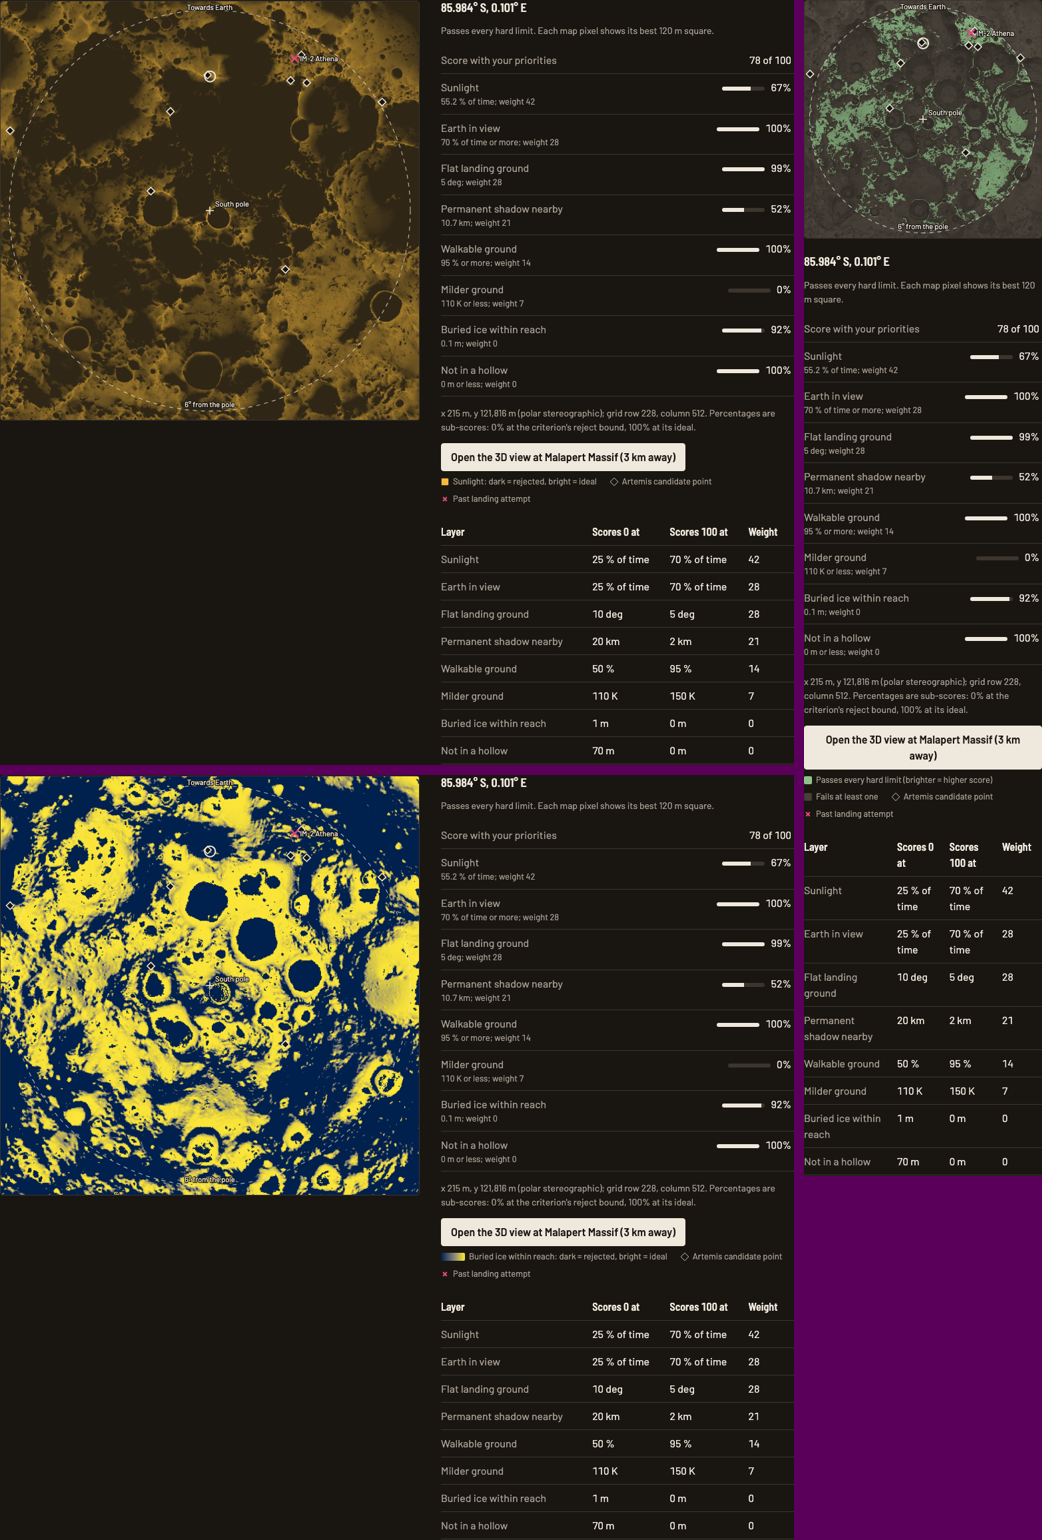 Towards Earth
IM-2 Athena
South pole
6° from the pole
85.984° S, 0.101° E
Passes every hard limit. Each map pixel shows its best 120 m square.
Score with your priorities 78 of 100
Sunlight 67%
55.2 % of time; weight 42
Earth in view 100%
70 % of time or more; weight 28
Flat landing ground 99%
5 deg; weight 28
Permanent shadow nearby 52%
10.7 km; weight 21
Walkable ground 100%
95 % or more; weight 14
Milder ground 0%
110 K or less; weight 7
Buried ice within reach 92%
0.1 m; weight 0
Not in a hollow 100%
0 m or less; weight 0
x 215 m, y 121,816 m (polar stereographic); grid row 228, column 512. Percentages are
sub-scores: 0% at the criterion's reject bound, 100% at its ideal.
Open the 3D view at Malapert Massif (3 km away)
Sunlight: dark = rejected, bright = ideal Artemis candidate point
Past landing attempt
Layer Scores 0 at Scores 100 at Weight
Sunlight 25 % of time 70 % of time 42
Earth in view 25 % of time 70 % of time 28
Flat landing ground 10 deg 5 deg 28
Permanent shadow nearby 20 km 2 km 21
Walkable ground 50 % 95 % 14
Milder ground 110 K 150 K 7
Buried ice within reach 1 m 0 m 0
Not in a hollow 70 m 0 m 0
Towards Earth
IM-2 Athena
South pole
6° from the pole
85.984° S, 0.101° E
Passes every hard limit. Each map pixel shows its best 120 m square.
Score with your priorities 78 of 100
Sunlight 67%
55.2 % of time; weight 42
Earth in view 100%
70 % of time or more; weight 28
Flat landing ground 99%
5 deg; weight 28
Permanent shadow nearby 52%
10.7 km; weight 21
Walkable ground 100%
95 % or more; weight 14
Milder ground 0%
110 K or less; weight 7
Buried ice within reach 92%
0.1 m; weight 0
Not in a hollow 100%
0 m or less; weight 0
x 215 m, y 121,816 m (polar stereographic); grid row 228, column 512. Percentages are
sub-scores: 0% at the criterion's reject bound, 100% at its ideal.
Open the 3D view at Malapert Massif (3 km away)
Buried ice within reach: dark = rejected, bright = ideal Artemis candidate point
Past landing attempt
Layer Scores 0 at Scores 100 at Weight
Sunlight 25 % of time 70 % of time 42
Earth in view 25 % of time 70 % of time 28
Flat landing ground 10 deg 5 deg 28
Permanent shadow nearby 20 km 2 km 21
Walkable ground 50 % 95 % 14
Milder ground 110 K 150 K 7
Buried ice within reach 1 m 0 m 0
Not in a hollow 70 m 0 m 0
Towards Earth
IM-2 Athena
South pole
6° from the pole
85.984° S, 0.101° E
Passes every hard limit. Each map pixel shows its best 120
m square.
Score with your priorities 78 of 100
Sunlight 67%
55.2 % of time; weight 42
Earth in view 100%
70 % of time or more; weight 28
Flat landing ground 99%
5 deg; weight 28
Permanent shadow nearby 52%
10.7 km; weight 21
Walkable ground 100%
95 % or more; weight 14
Milder ground 0%
110 K or less; weight 7
Buried ice within reach 92%
0.1 m; weight 0
Not in a hollow 100%
0 m or less; weight 0
x 215 m, y 121,816 m (polar stereographic); grid row 228,
column 512. Percentages are sub-scores: 0% at the
criterion's reject bound, 100% at its ideal.
Open the 3D view at Malapert Massif (3 km
away)
Passes every hard limit (brighter = higher score)
Fails at least one Artemis candidate point
Past landing attempt
Layer Scores 0 Scores Weight
at 100 at
Sunlight 25 % of 70 % of 42
time time
Earth in view 25 % of 70 % of 28
time time
Flat landing 10 deg 5 deg 28
ground
Permanent 20 km 2 km 21
shadow nearby
Walkable ground 50 % 95 % 14
Milder ground 110 K 150 K 7
Buried ice within 1 m 0 m 0
reach
Not in a hollow 70 m 0 m 0